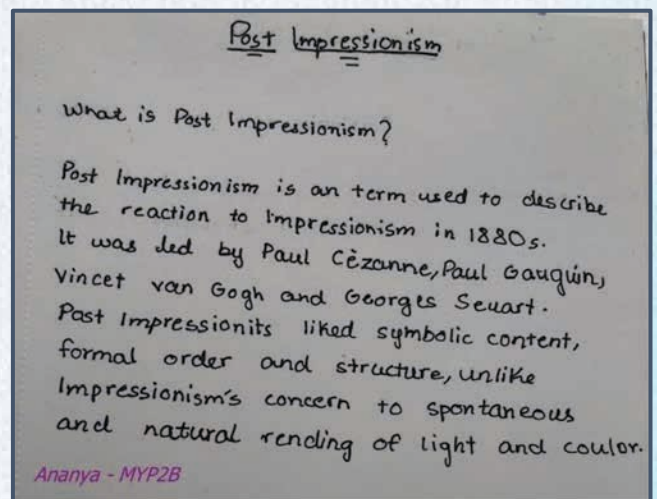 Post Impressionism
What is Post Impressionism?
Post Impressionism is an term used to describe
the reaction to Impressionism in 1880s.
It was led by Paul Cèzanne, Paul Gauguin,
Vincet van Gogh and Georges Seuart.
Post Impressionits liked symbolic content,
formal order and structure, unlike
Impressionism's concern to spontaneous
and natural rending of light and coulor.
Ananya - MYP2B